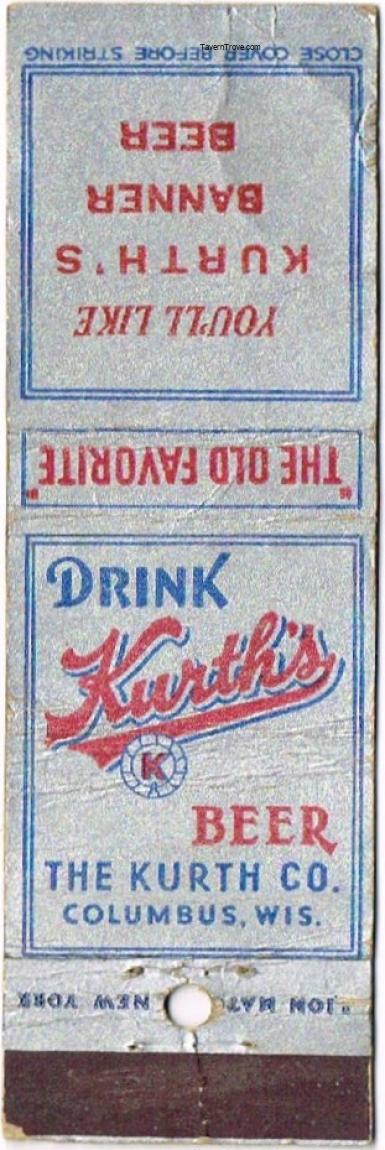 TavernTrove.com
CLOSE COVER BEFORE STRIKING
YOU'LL LIKE
KURTH'S
BANNER
BEER
"THE OLD FAVORITE"
DRINK
Kurth's
K
BEER
THE KURTH CO.
COLUMBUS, WIS.
NEW YORK